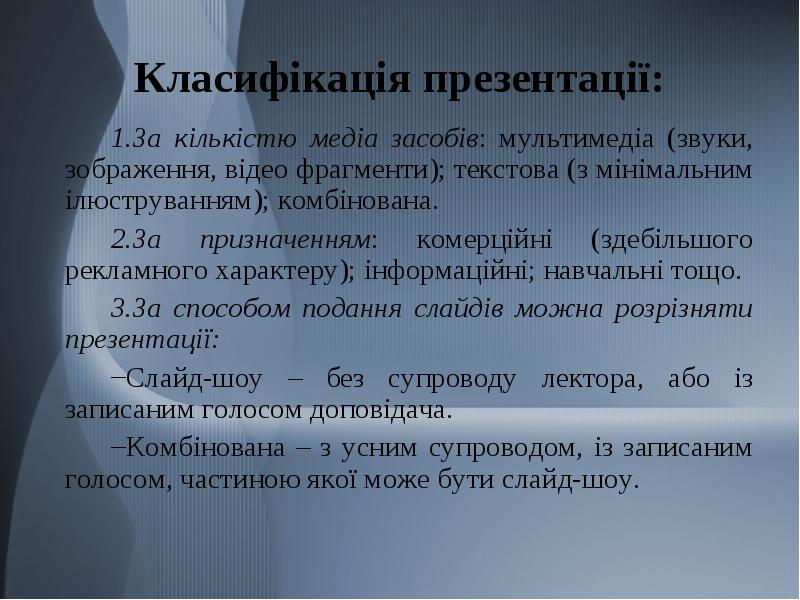 Класифікація презентації:
1.За кількістю медіа засобів: мультимедіа (звуки,
зображення, відео фрагменти); текстова (з мінімальним
ілюструванням); комбінована.
2.За призначенням: комерційні (здебільшого
рекламного характеру); інформаційні; навчальні тощо.
3.За способом подання слайдів можна розрізняти
презентації:
–Слайд-шоу – без супроводу лектора, або із
записаним голосом доповідача.
–Комбінована – з усним супроводом, із записаним
голосом, частиною якої може бути слайд-шоу.